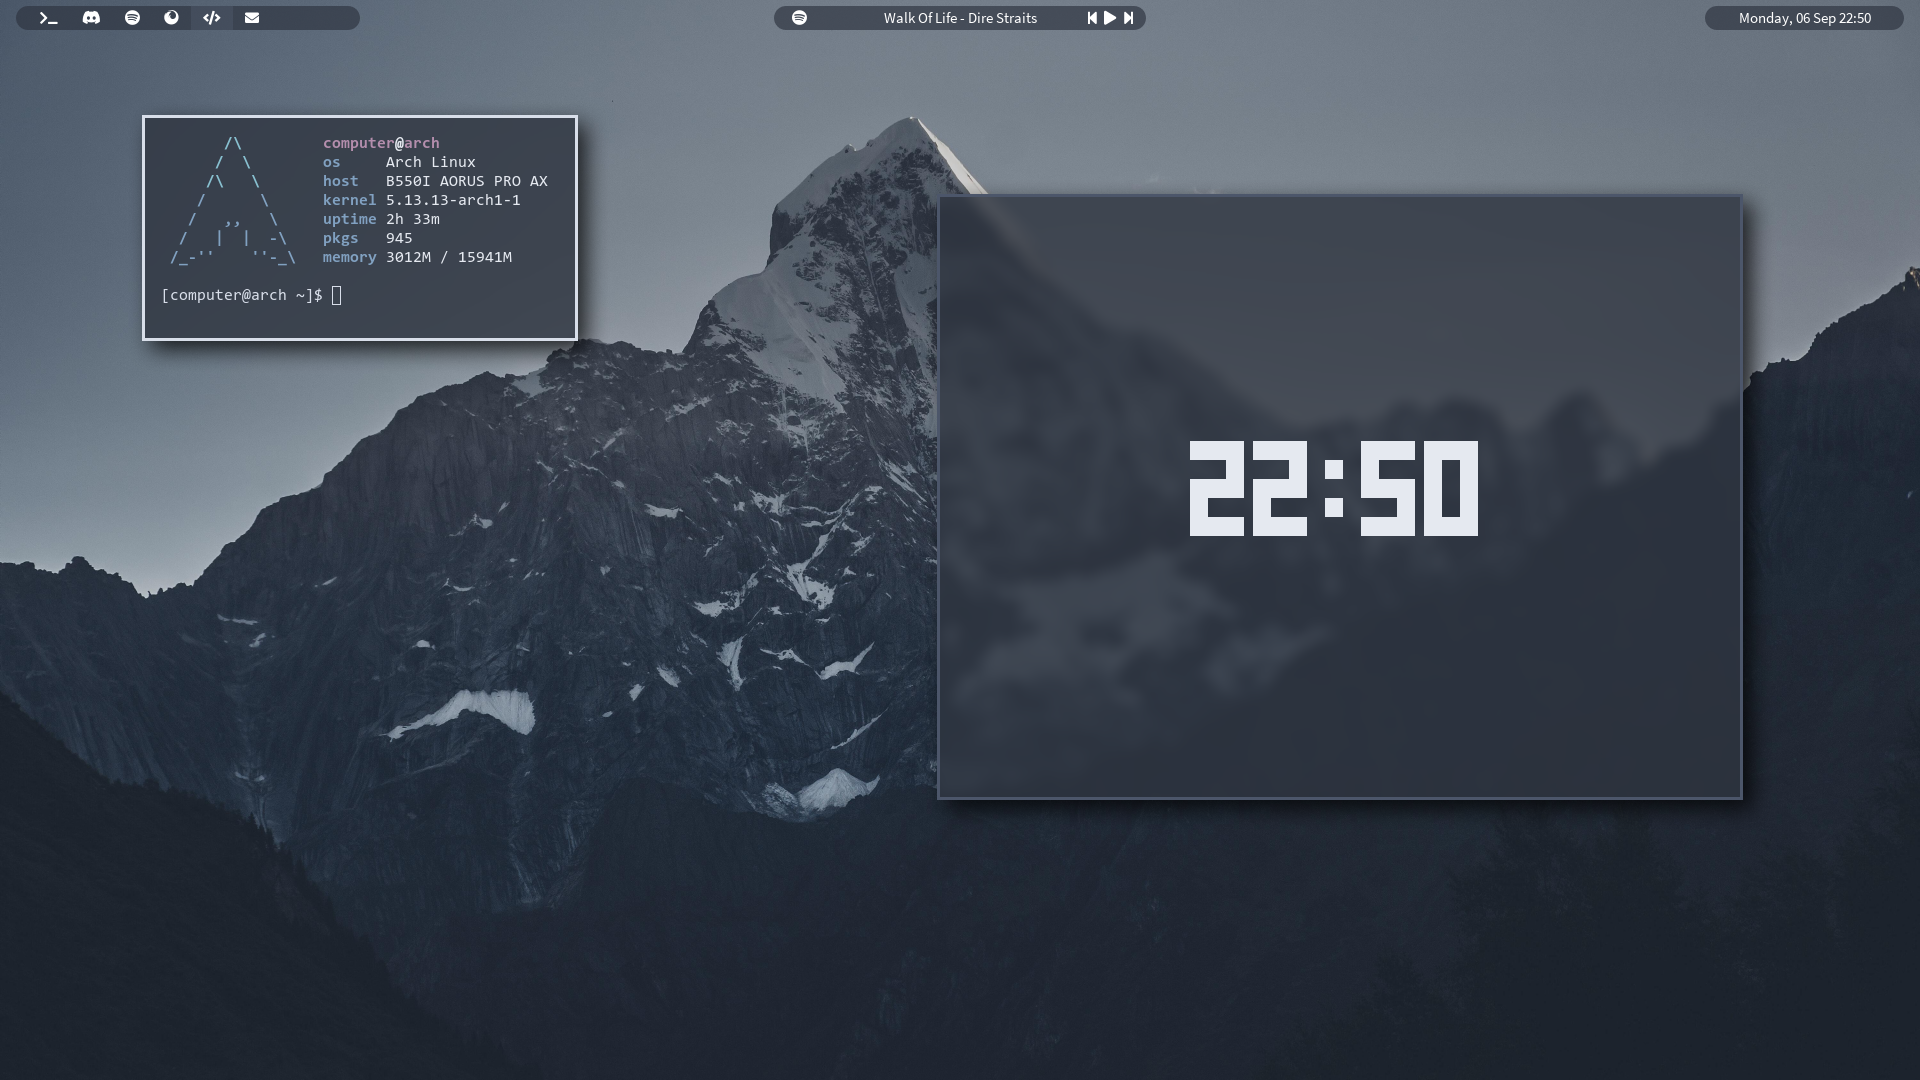 Walk Of Life - Dire Straits
Monday, 06 Sep 22:50
computer@arch
os Arch Linux
host B550I AORUS PRO AX
kernel 5.13.13-arch1-1
uptime 2h 33m
pkgs 945
memory 3012M / 15941M
[computer@arch ~]$
22:50